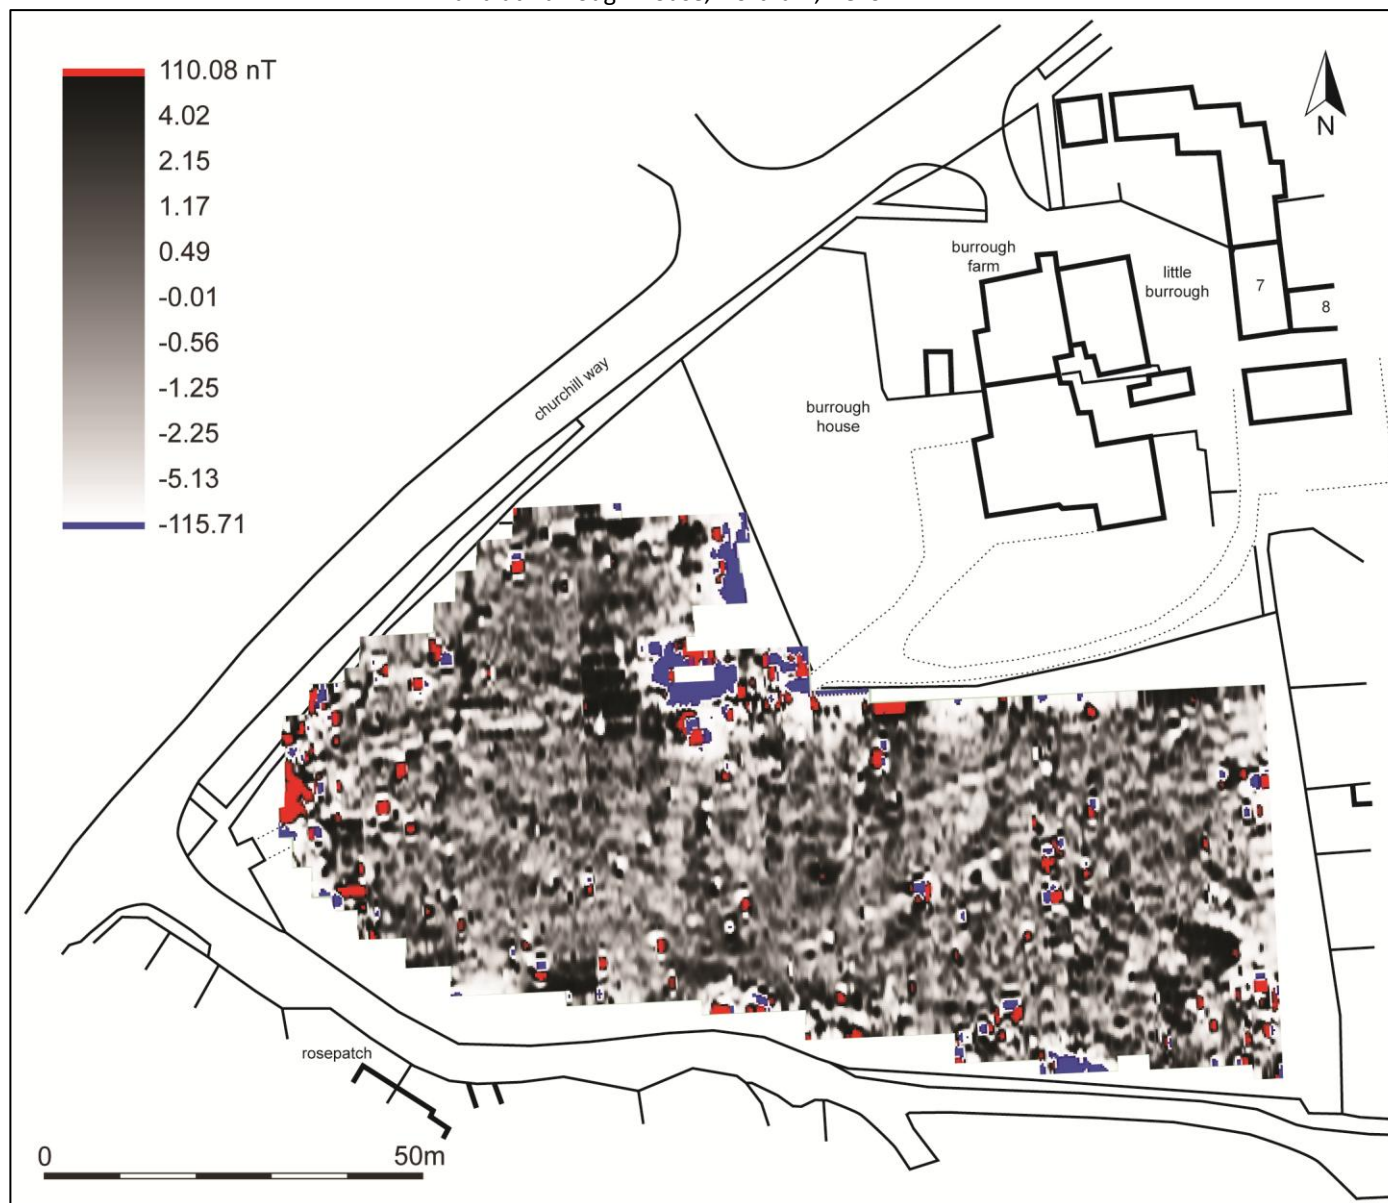 110.08 nT
4.02
2.15
1.17
0.49
-0.01
-0.56
-1.25
-2.25
-5.13
-115.71
N
burrough
farm
little
burrough
7
8
churchill way
burrough
house
rosepatch
0
50m